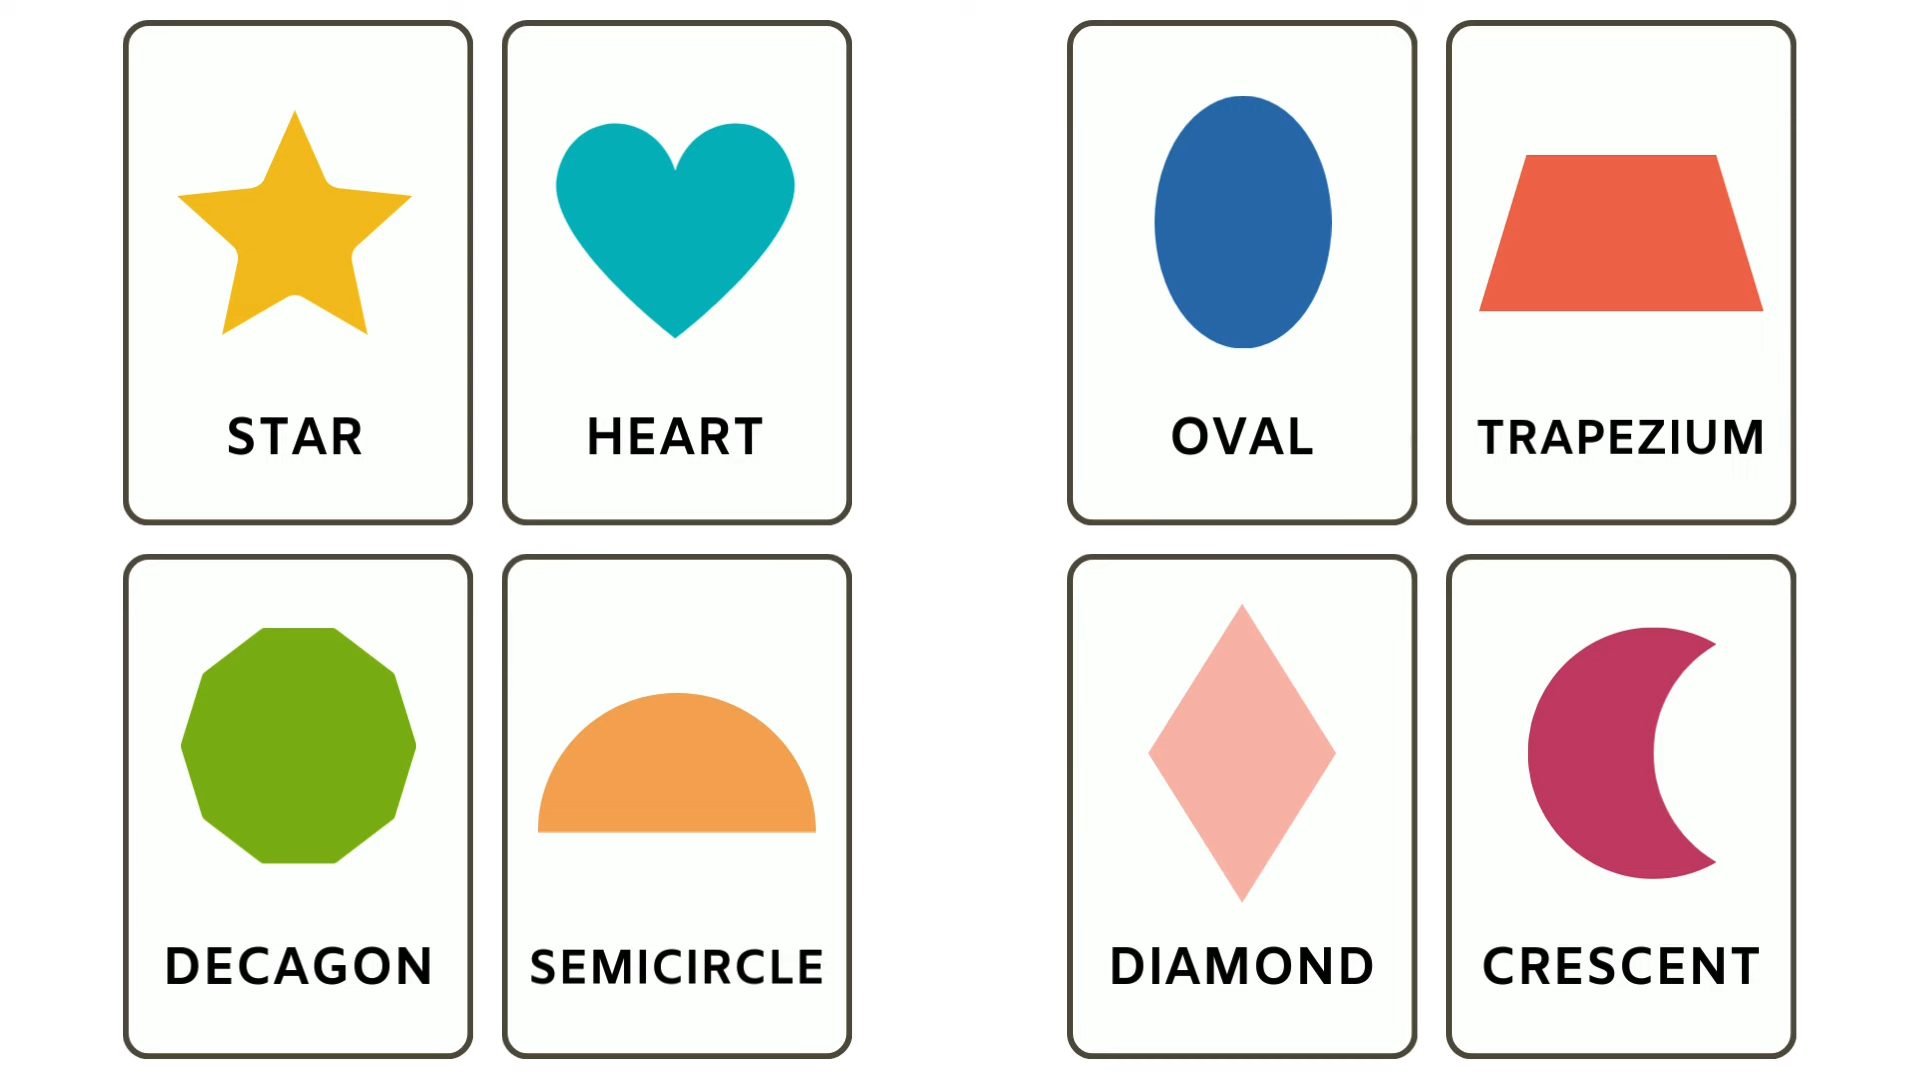 STAR
HEART
OVAL
TRAPEZIUM
DECAGON
SEMICIRCLE
DIAMOND
CRESCENT